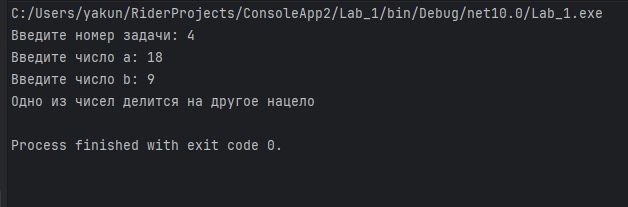 C:/Users/yakun/RiderProjects/ConsoleApp2/Lab_1/bin/Debug/net10.0/Lab_1.exe
Введите номер задачи: 4
Введите число a: 18
Введите число b: 9
Одно из чисел делится на другое нацело
Process finished with exit code 0.